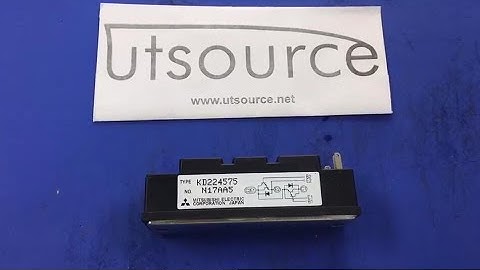 utsource
www.utsource.net
TYPE KD224575
NO. N17AA5
MITSUBISHI ELECTRIC
CORPORATION JAPAN